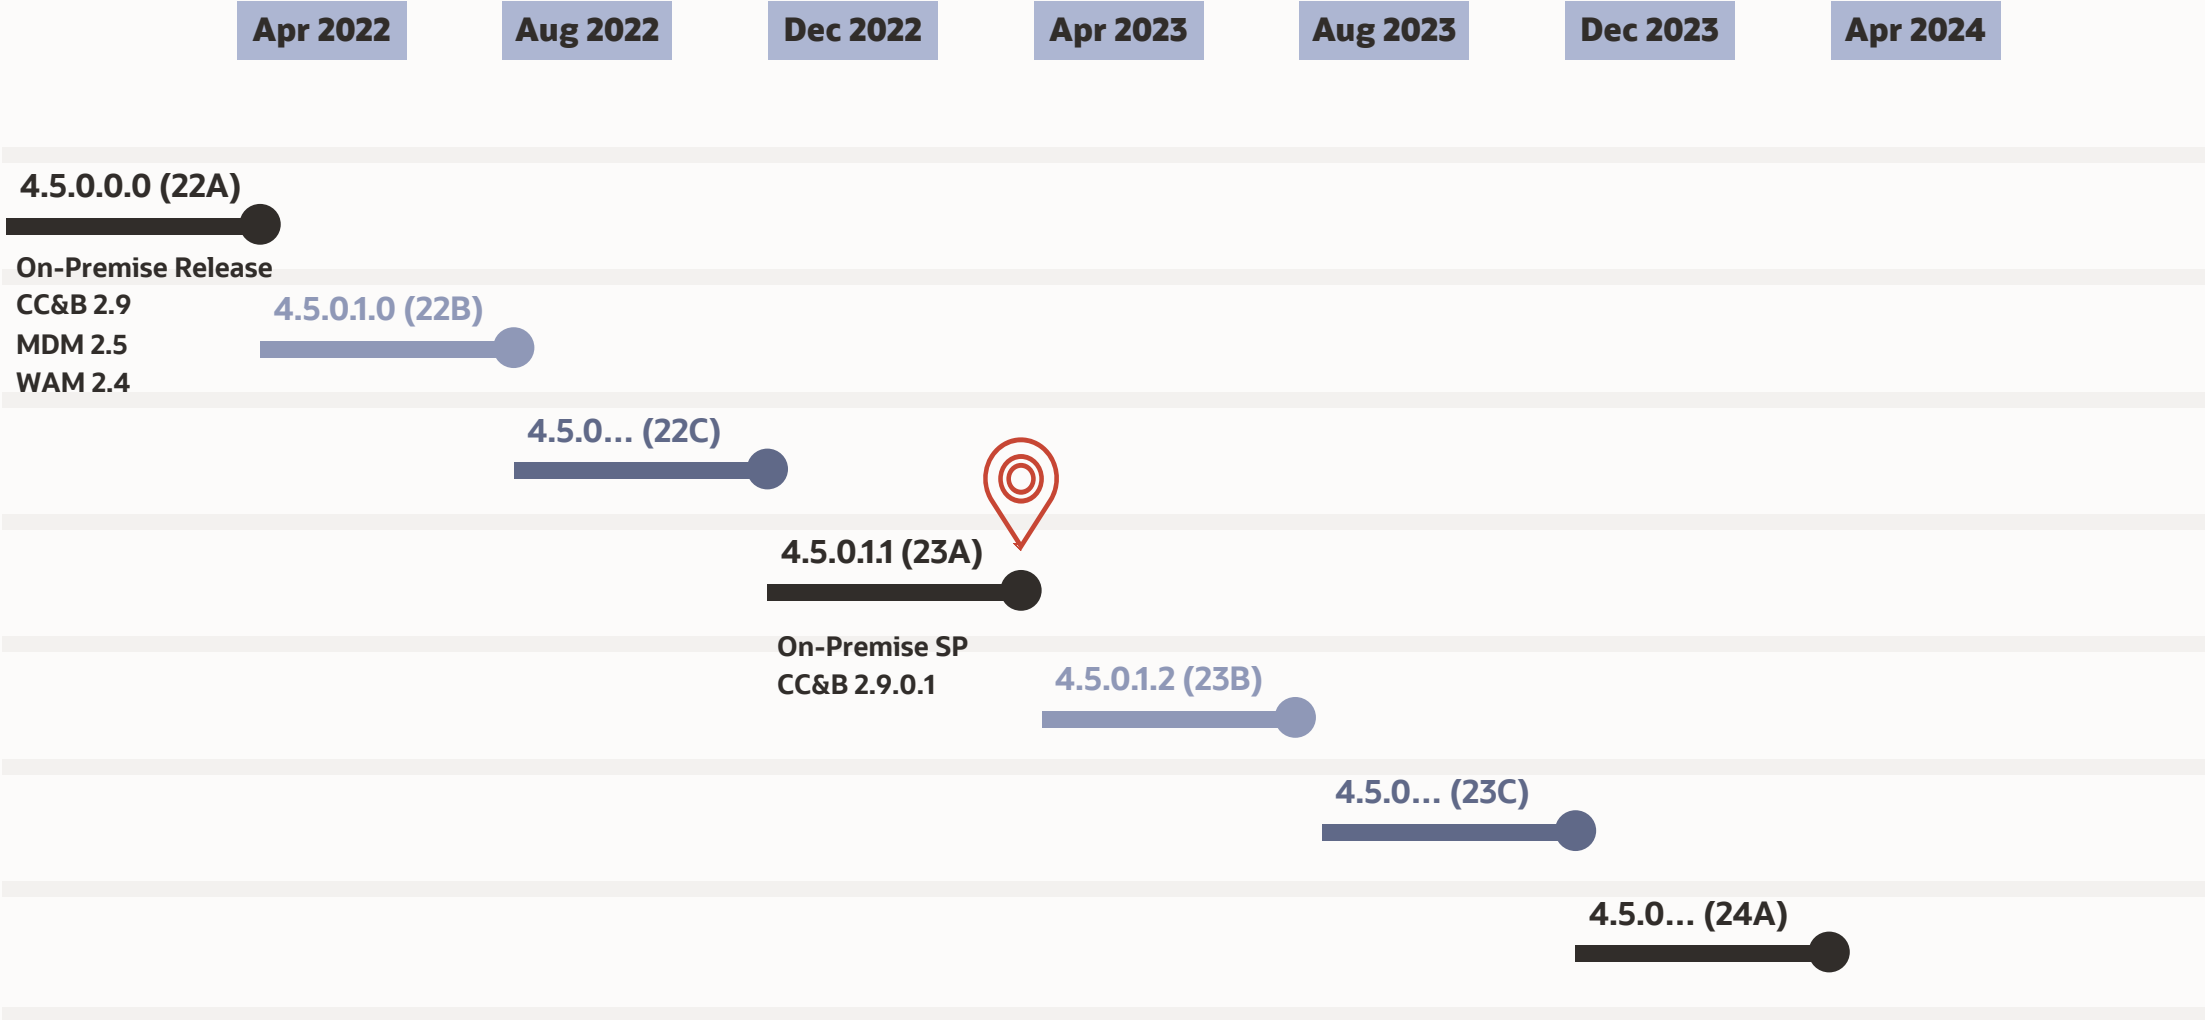 Apr 2022
Aug 2022
Dec 2022
Apr 2023
Aug 2023
Dec 2023
Apr 2024
4.5.0.0.0 (22A)
On-Premise Release
CC&B 2.9
MDM 2.5
WAM 2.4
4.5.0.1.0 (22B)
4.5.0... (22C)
4.5.0.1.1 (23A)
On-Premise SP
CC&B 2.9.0.1
4.5.0.1.2 (23B)
4.5.0... (23C)
4.5.0... (24A)